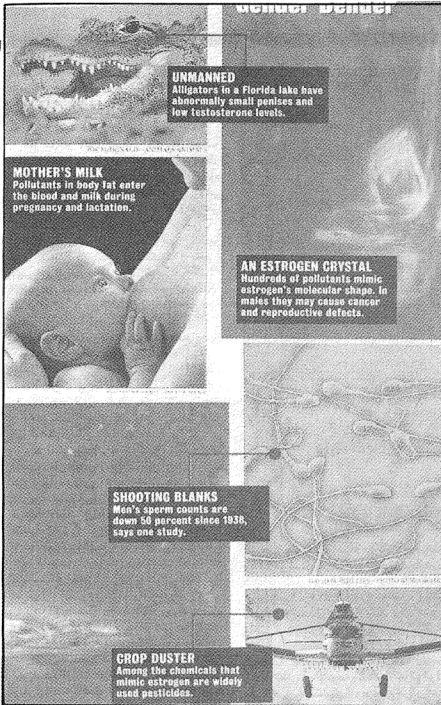 Gender Bender
UNMANNED
Alligators in a Florida lake have
abnormally small penises and
low testosterone levels.
MOTHER'S MILK
Pollutants in body fat enter
the blood and milk during
pregnancy and lactation.
AN ESTROGEN CRYSTAL
Hundreds of pollutants mimic
estrogen's molecular shape. In
males they may cause cancer
and reproductive defects.
SHOOTING BLANKS
Men's sperm counts are
down 50 percent since 1938,
says one study.
CROP DUSTER
Among the chemicals that
mimic estrogen are widely
used pesticides.